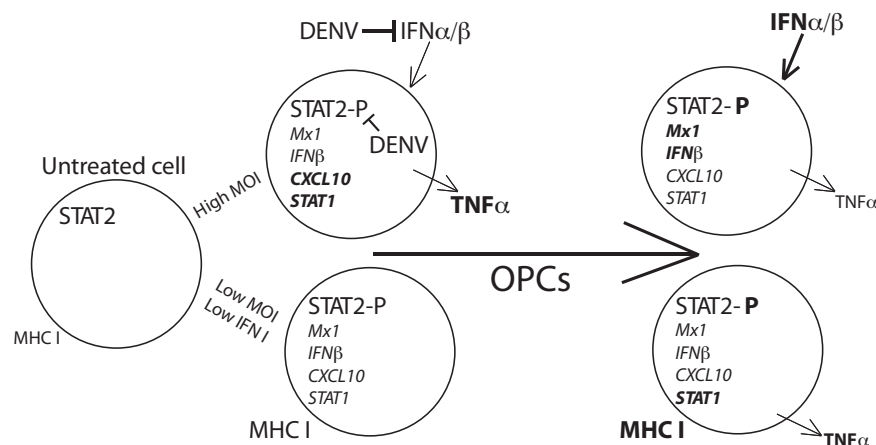 DENV IFNα/β
STAT2-P
Mx1
IFNβ
CXCL10
STAT1
DENV
TNFα
High MOI
Untreated cell
STAT2
MHC I
Low MOI
Low IFN I
STAT2-P
Mx1
IFNβ
CXCL10
STAT1
MHC I
OPCs
IFNα/β
STAT2-P
Mx1
IFNβ
CXCL10
STAT1
TNFα
STAT2-P
Mx1
IFNβ
CXCL10
STAT1
MHC I
TNFα